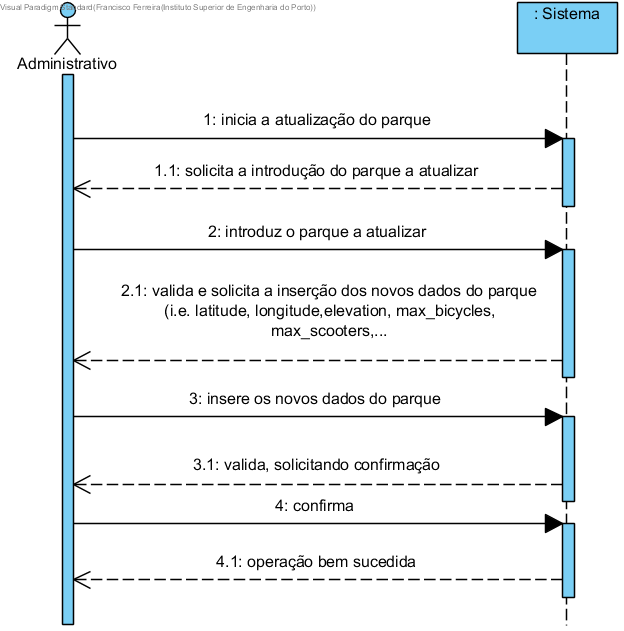 Visual Paradigm Standard(Francisco Ferreira(Instituto Superior de Engenharia do Porto))
: Sistema
Administrativo
1: inicia a atualização do parque
1.1: solicita a introdução do parque a atualizar
2: introduz o parque a atualizar
2.1: valida e solicita a inserção dos novos dados do parque
(i.e. latitude, longitude,elevation, max_bicycles,
max_scooters,...
3: insere os novos dados do parque
3.1: valida, solicitando confirmação
4: confirma
4.1: operação bem sucedida